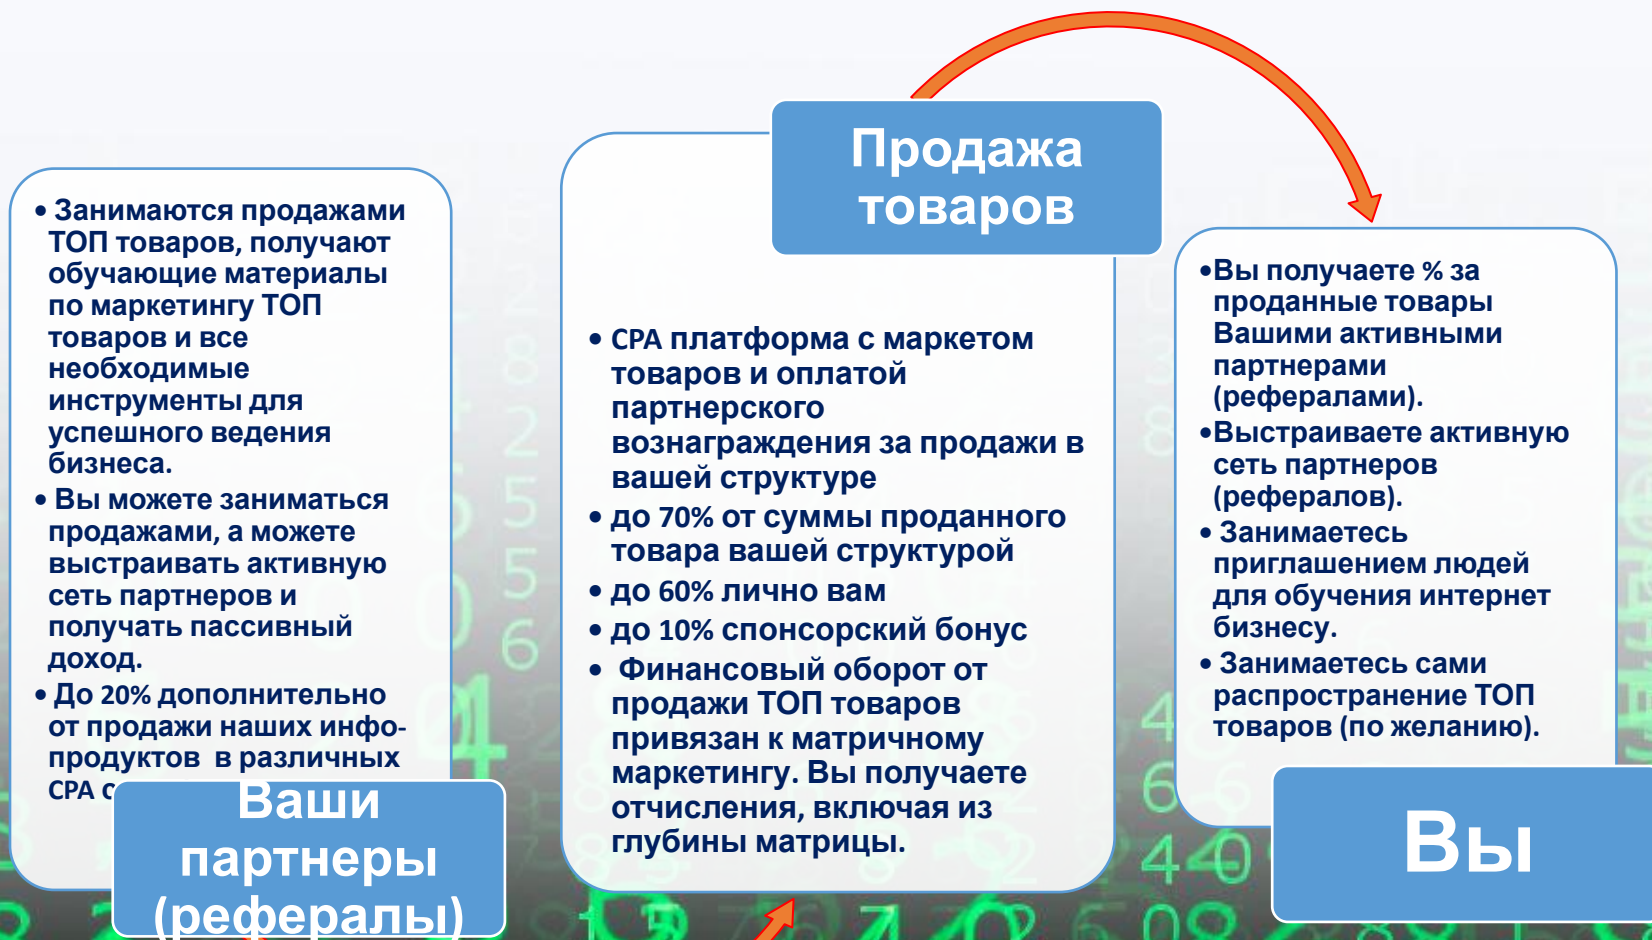 • Занимаются продажами
ТОП товаров, получают
обучающие материалы
по маркетингу ТОП
товаров и все
необходимые
инструменты для
успешного ведения
бизнеса.
• Вы можете заниматься
продажами, а можете
выстраивать активную
сеть партнеров и
получать пассивный
доход.
• До 20% дополнительно
от продажи наших инфо-
продуктов в различных
CPA
Ваши
партнеры
(рефералы)
Продажа
товаров
• CPA платформа с маркетом
товаров и оплатой
партнерского
вознаграждения за продажи в
вашей структуре
• до 70% от суммы проданного
товара вашей структурой
• до 60% лично вам
• до 10% спонсорский бонус
• Финансовый оборот от
продажи ТОП товаров
привязан к матричному
маркетингу. Вы получаете
отчисления, включая из
глубины матрицы.
•Вы получаете % за
проданные товары
Вашими активными
партнерами
(рефералами).
•Выстраиваете активную
сеть партнеров
(рефералов).
• Занимаетесь
приглашением людей
для обучения интернет
бизнесу.
• Занимаетесь сами
распространение ТОП
товаров (по желанию).
Вы